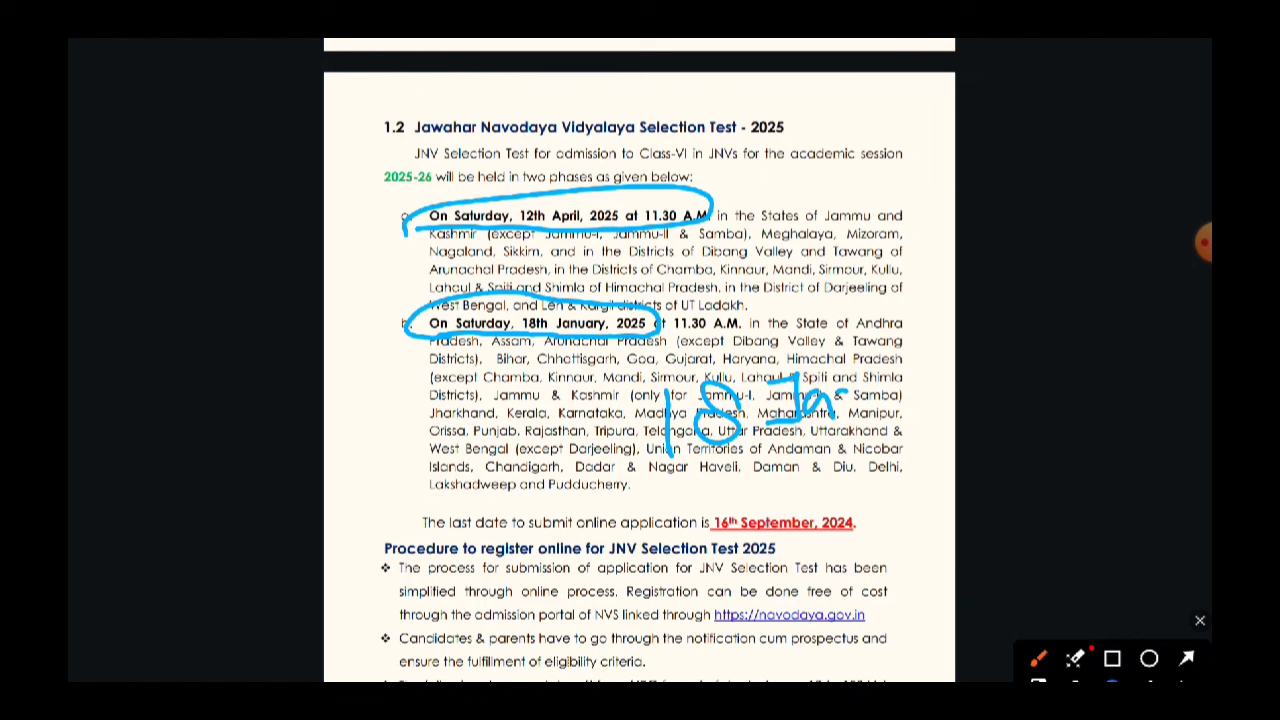 1.2 Jawahar Navodaya Vidyalaya Selection Test - 2025
JNV Selection Test for admission to Class-VI in JNVs for the academic session
2025-26 will be held in two phases as given below:
On Saturday, 12th April, 2025 at 11.30 A.M. in the States of Jammu and
Kashmir (except Jammu-I, Jammu-II & Samba), Meghalaya, Mizoram,
Nagaland, Sikkim, and in the Districts of Dibang Valley and Tawang of
Arunachal Pradesh, in the Districts of Chamba, Kinnaur, Mandi, Sirmour, Kullu,
Lahaul & Spiti and Shimla of Himachal Pradesh, in the District of Darjeeling of
West Bengal, and Leh & Kargil districts of UT Ladakh.
b. On Saturday, 18th January, 2025 at 11.30 A.M. in the State of Andhra
Pradesh, Assam, Arunachal Pradesh (except Dibang Valley & Tawang
Districts), Bihar, Chhattisgarh, Goa, Gujarat, Haryana, Himachal Pradesh
(except Chamba, Kinnaur, Mandi, Sirmour, Kullu, Lahaul & Spiti and Shimla
Districts), Jammu & Kashmir (only for Jammu-I, Jammu-II & Samba)
Jharkhand, Kerala, Karnataka, Madhya Pradesh, Maharashtra, Manipur,
Orissa, Punjab, Rajasthan, Tripura, Telangana, Uttar Pradesh, Uttarakhand &
West Bengal (except Darjeeling), Union Territories of Andaman & Nicobar
Islands, Chandigarh, Dadar & Nagar Haveli, Daman & Diu, Delhi,
Lakshadweep and Pudducherry.
18 Jan
The last date to submit online application is 16th September, 2024.
Procedure to register online for JNV Selection Test 2025
❖ The process for submission of application for JNV Selection Test has been
simplified through online process. Registration can be done free of cost
through the admission portal of NVS linked through https://navodaya.gov.in
❖ Candidates & parents have to go through the notification cum prospectus and
ensure the fulfillment of eligibility criteria.